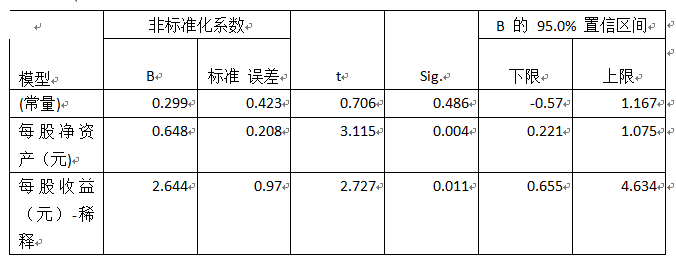 非标准化系数 B 的 95.0% 置信区间
模型 B 标准 误差 t Sig. 下限 上限
(常量) 0.299 0.423 0.706 0.486 -0.57 1.167
每股净资 0.648 0.208 3.115 0.004 0.221 1.075
产（元)
每股收益 2.644 0.97 2.727 0.011 0.655 4.634
（元）-稀
释